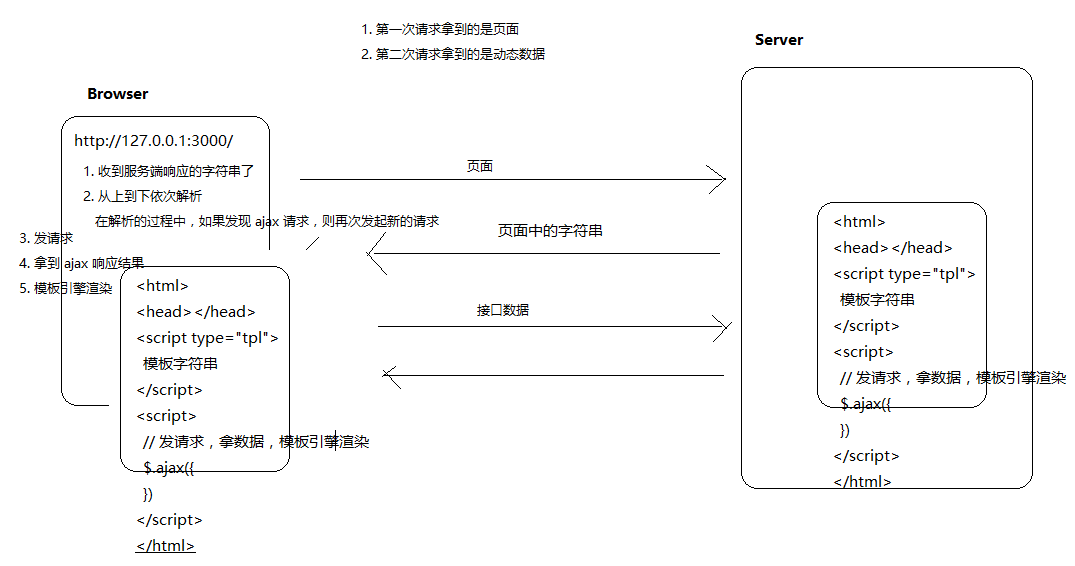 1. 第一次请求拿到的是页面
2. 第二次请求拿到的是动态数据
Server
Browser
http://127.0.0.1:3000/
1. 收到服务端响应的字符串了
2. 从上到下依次解析
在解析的过程中，如果发现 ajax 请求，则再次发起新的请求
3. 发请求
4. 拿到 ajax 响应结果
5. 模板引擎渲染
<html>
<head></head>
<script type="tpl">
模板字符串
</script>
<script>
// 发请求，拿数据，模板引擎渲染
$.ajax({
})
</script>
</html>
页面
页面中的字符串
接口数据
<html>
<head></head>
<script type="tpl">
模板字符串
</script>
<script>
// 发请求，拿数据，模板引擎渲染
$.ajax({
})
</script>
</html>